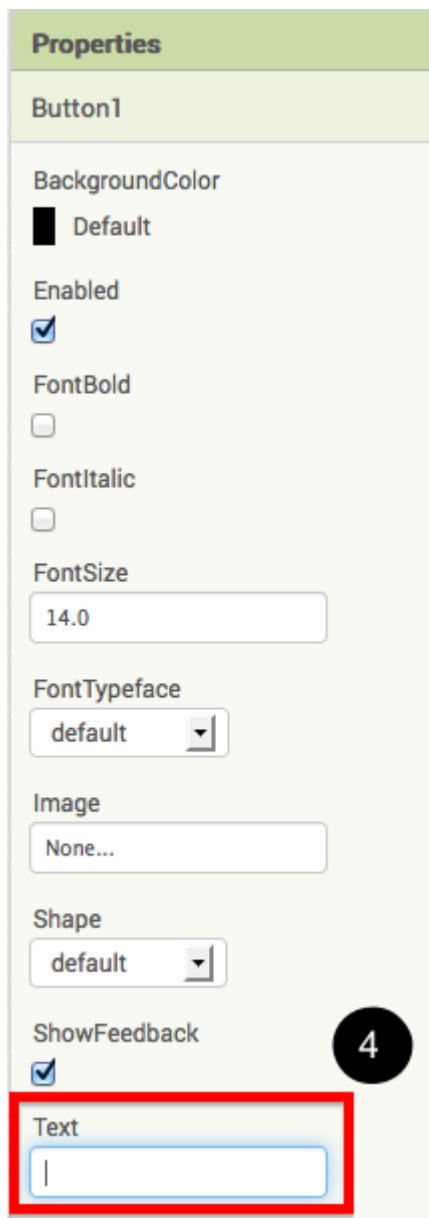 Properties
Button1
BackgroundColor
Default
Enabled
FontBold
FontItalic
FontSize
14.0
FontTypeface
default
Image
None...
Shape
default
ShowFeedback
4
Text